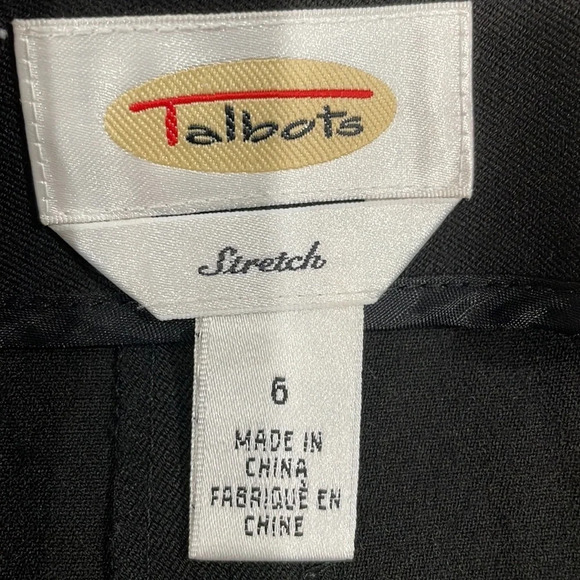 Talbots
Stretch
6
MADE IN
CHINA
FABRIQUÉ EN
CHINE